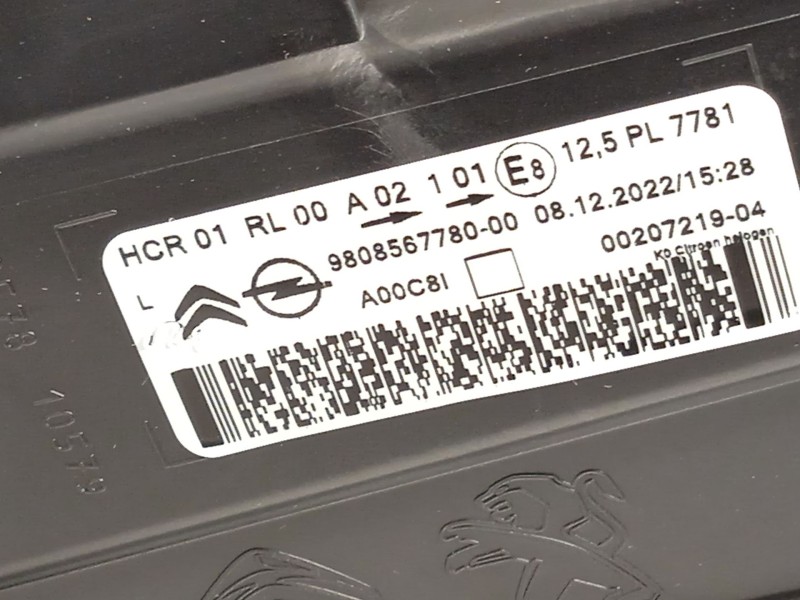 HCR 01 RL 00 A 02 1 01 E8 12,5 PL 7781
L 9808567780-00 08.12.2022/15:28
A00C8I 00207219-04
K0 Citroen halogen
10579